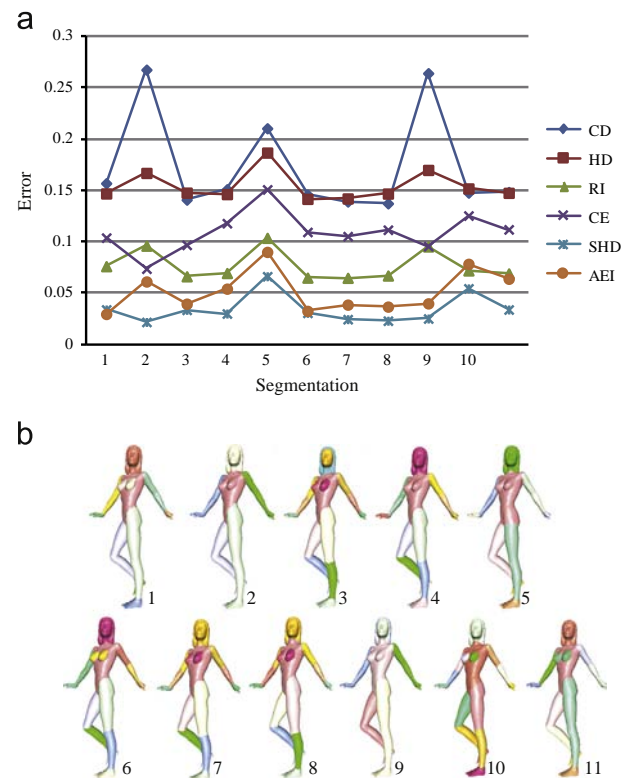 a
0.3
0.25
0.2
0.15
0.1
0.05
0
Error
1 2 3 4 5 6 7 8 9 10
Segmentation
CD
HD
RI
CE
SHD
AEI
b
1 2 3 4 5
6 7 8 9 10 11